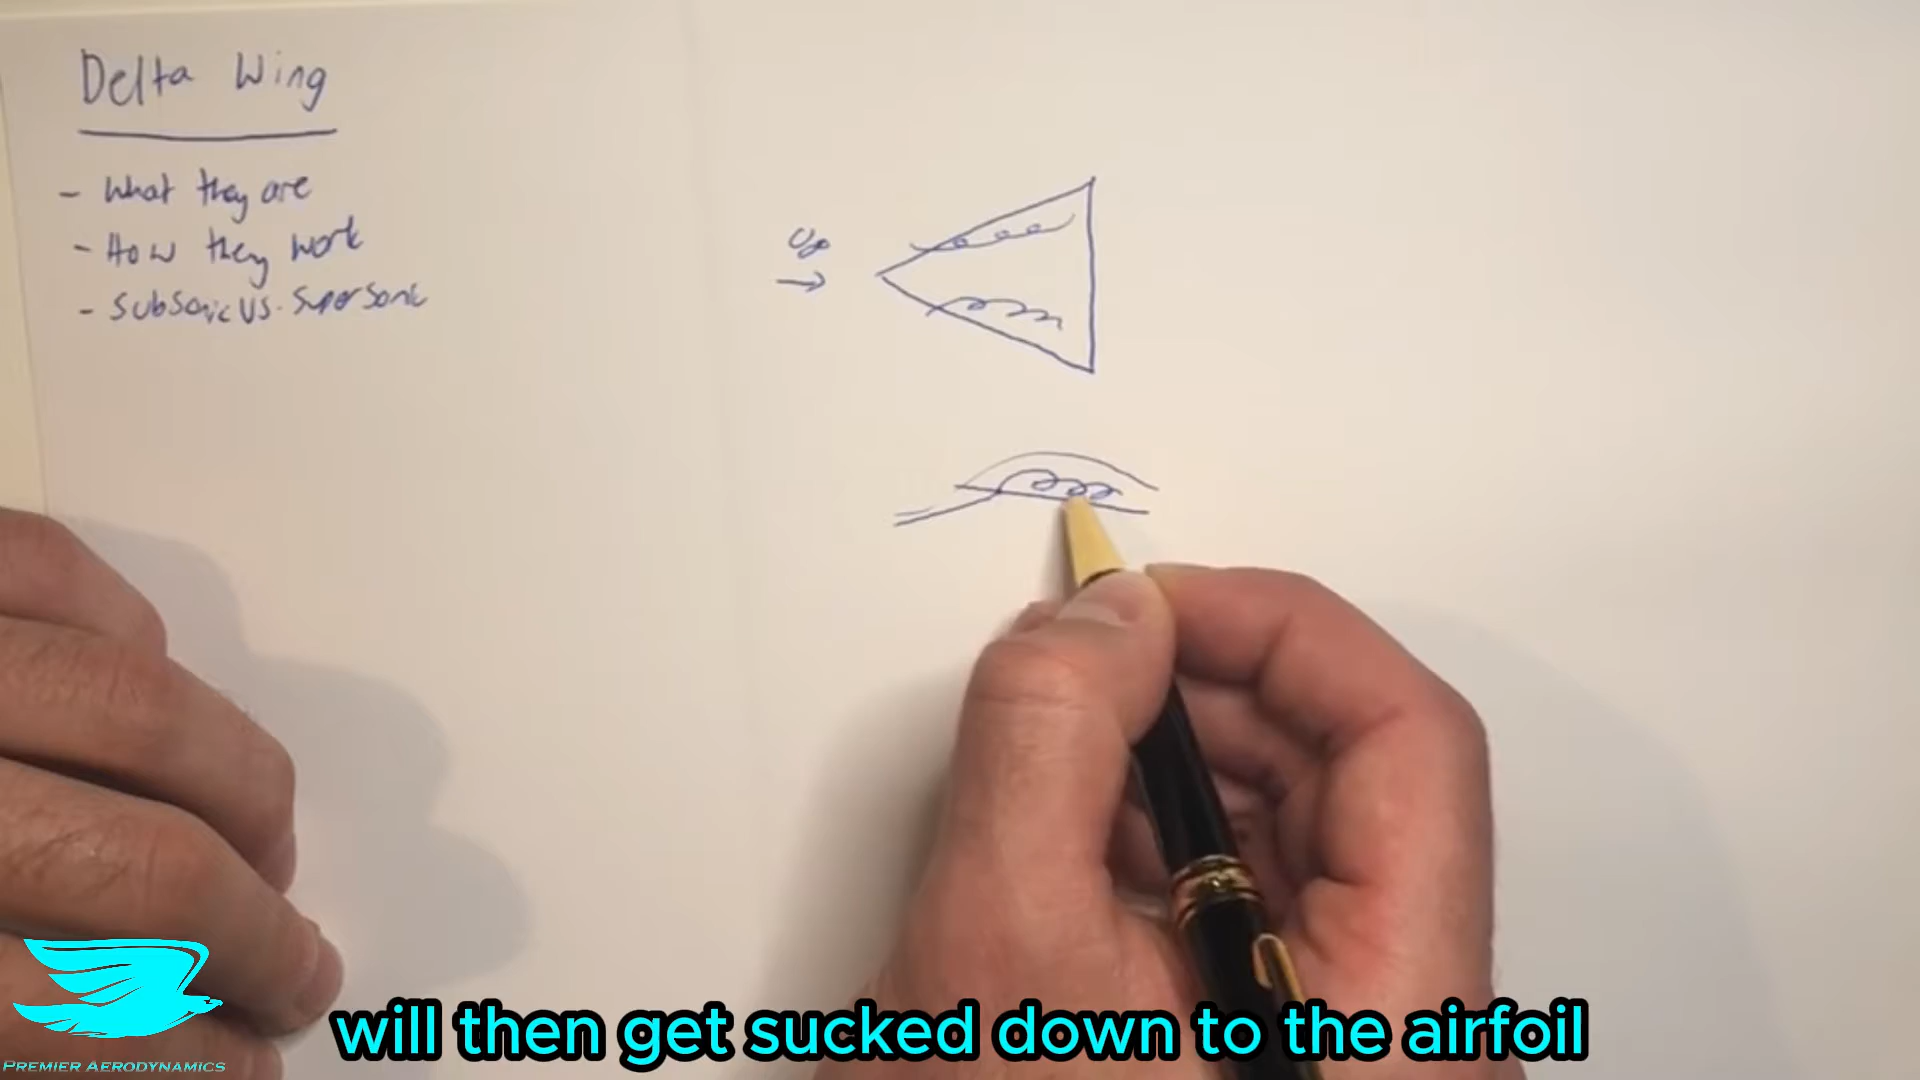 Delta Wing
- What they are
- How they work
- Subsonic VS. Supersonic
U∞
will then get sucked down to the airfoil
PREMIER AERODYNAMICS